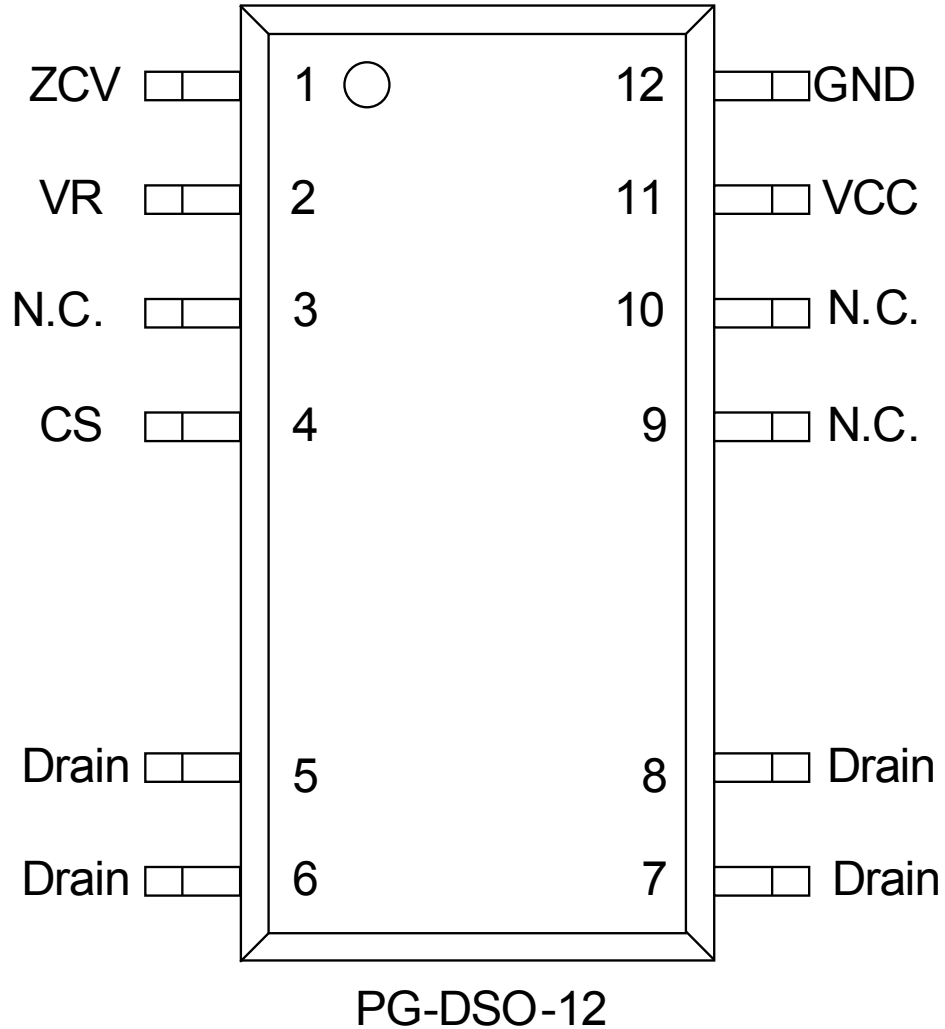 ZCV 1 12 GND
VR 2 11 VCC
N.C. 3 10 N.C.
CS 4 9 N.C.
Drain 5 8 Drain
Drain 6 7 Drain
PG-DSO-12